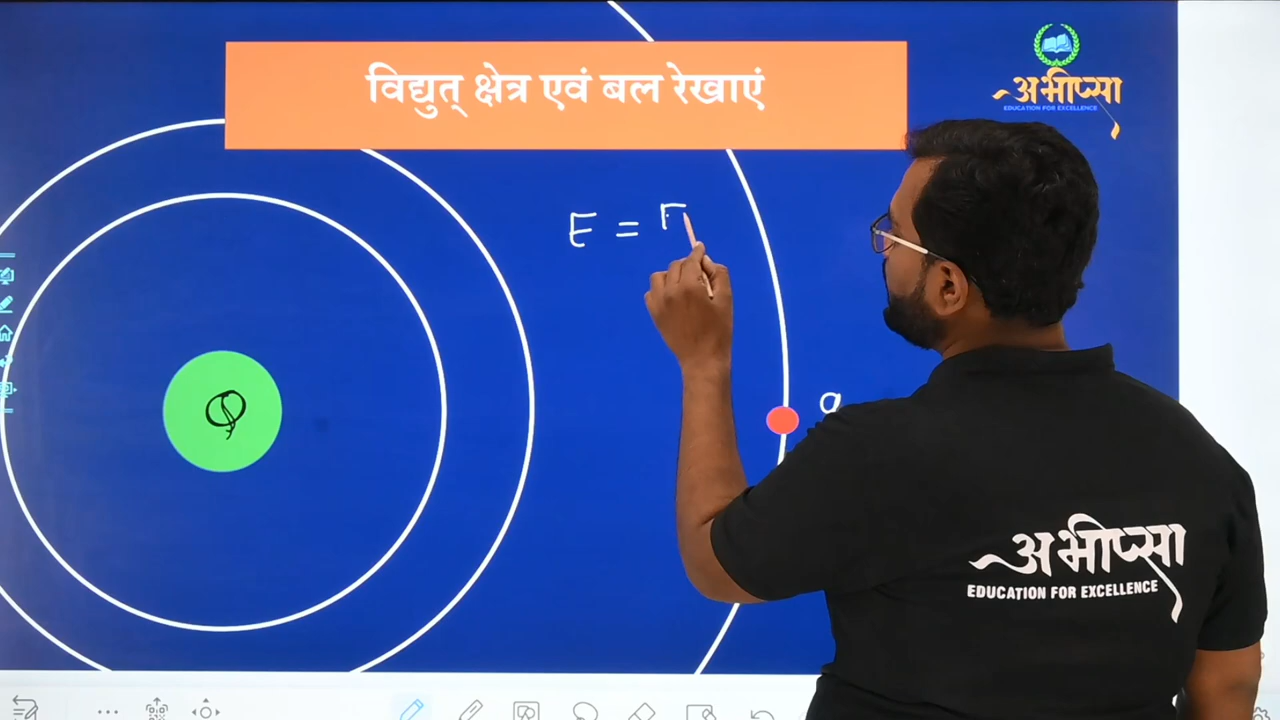 विद्युत् क्षेत्र एवं बल रेखाएं
अभीप्सा
EDUCATION FOR EXCELLENCE
E = F
Q
q
अभीप्सा
EDUCATION FOR EXCELLENCE